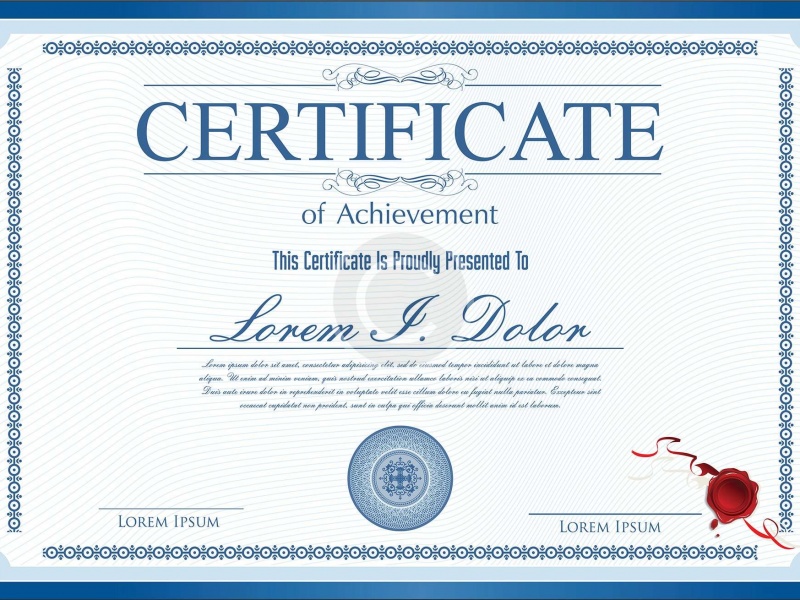 CERTIFICATE
of Achievement
This Certificate Is Proudly Presented To
Lorem I. Dolor
Lorem ipsum dolor sit amet, consectetur adipisicing elit, sed do eiusmod tempor incididunt ut labore et dolore magna
aliqua. Ut enim ad minim veniam, quis nostrud exercitation ullamco laboris nisi ut aliquip ex ea commodo consequat.
Duis aute irure dolor in reprehenderit in voluptate velit esse cillum dolore eu fugiat nulla pariatur. Excepteur sint
occaecat cupidatat non proident, sunt in culpa qui officia deserunt mollit anim id est laborum.
LOREM IPSUM
LOREM IPSUM